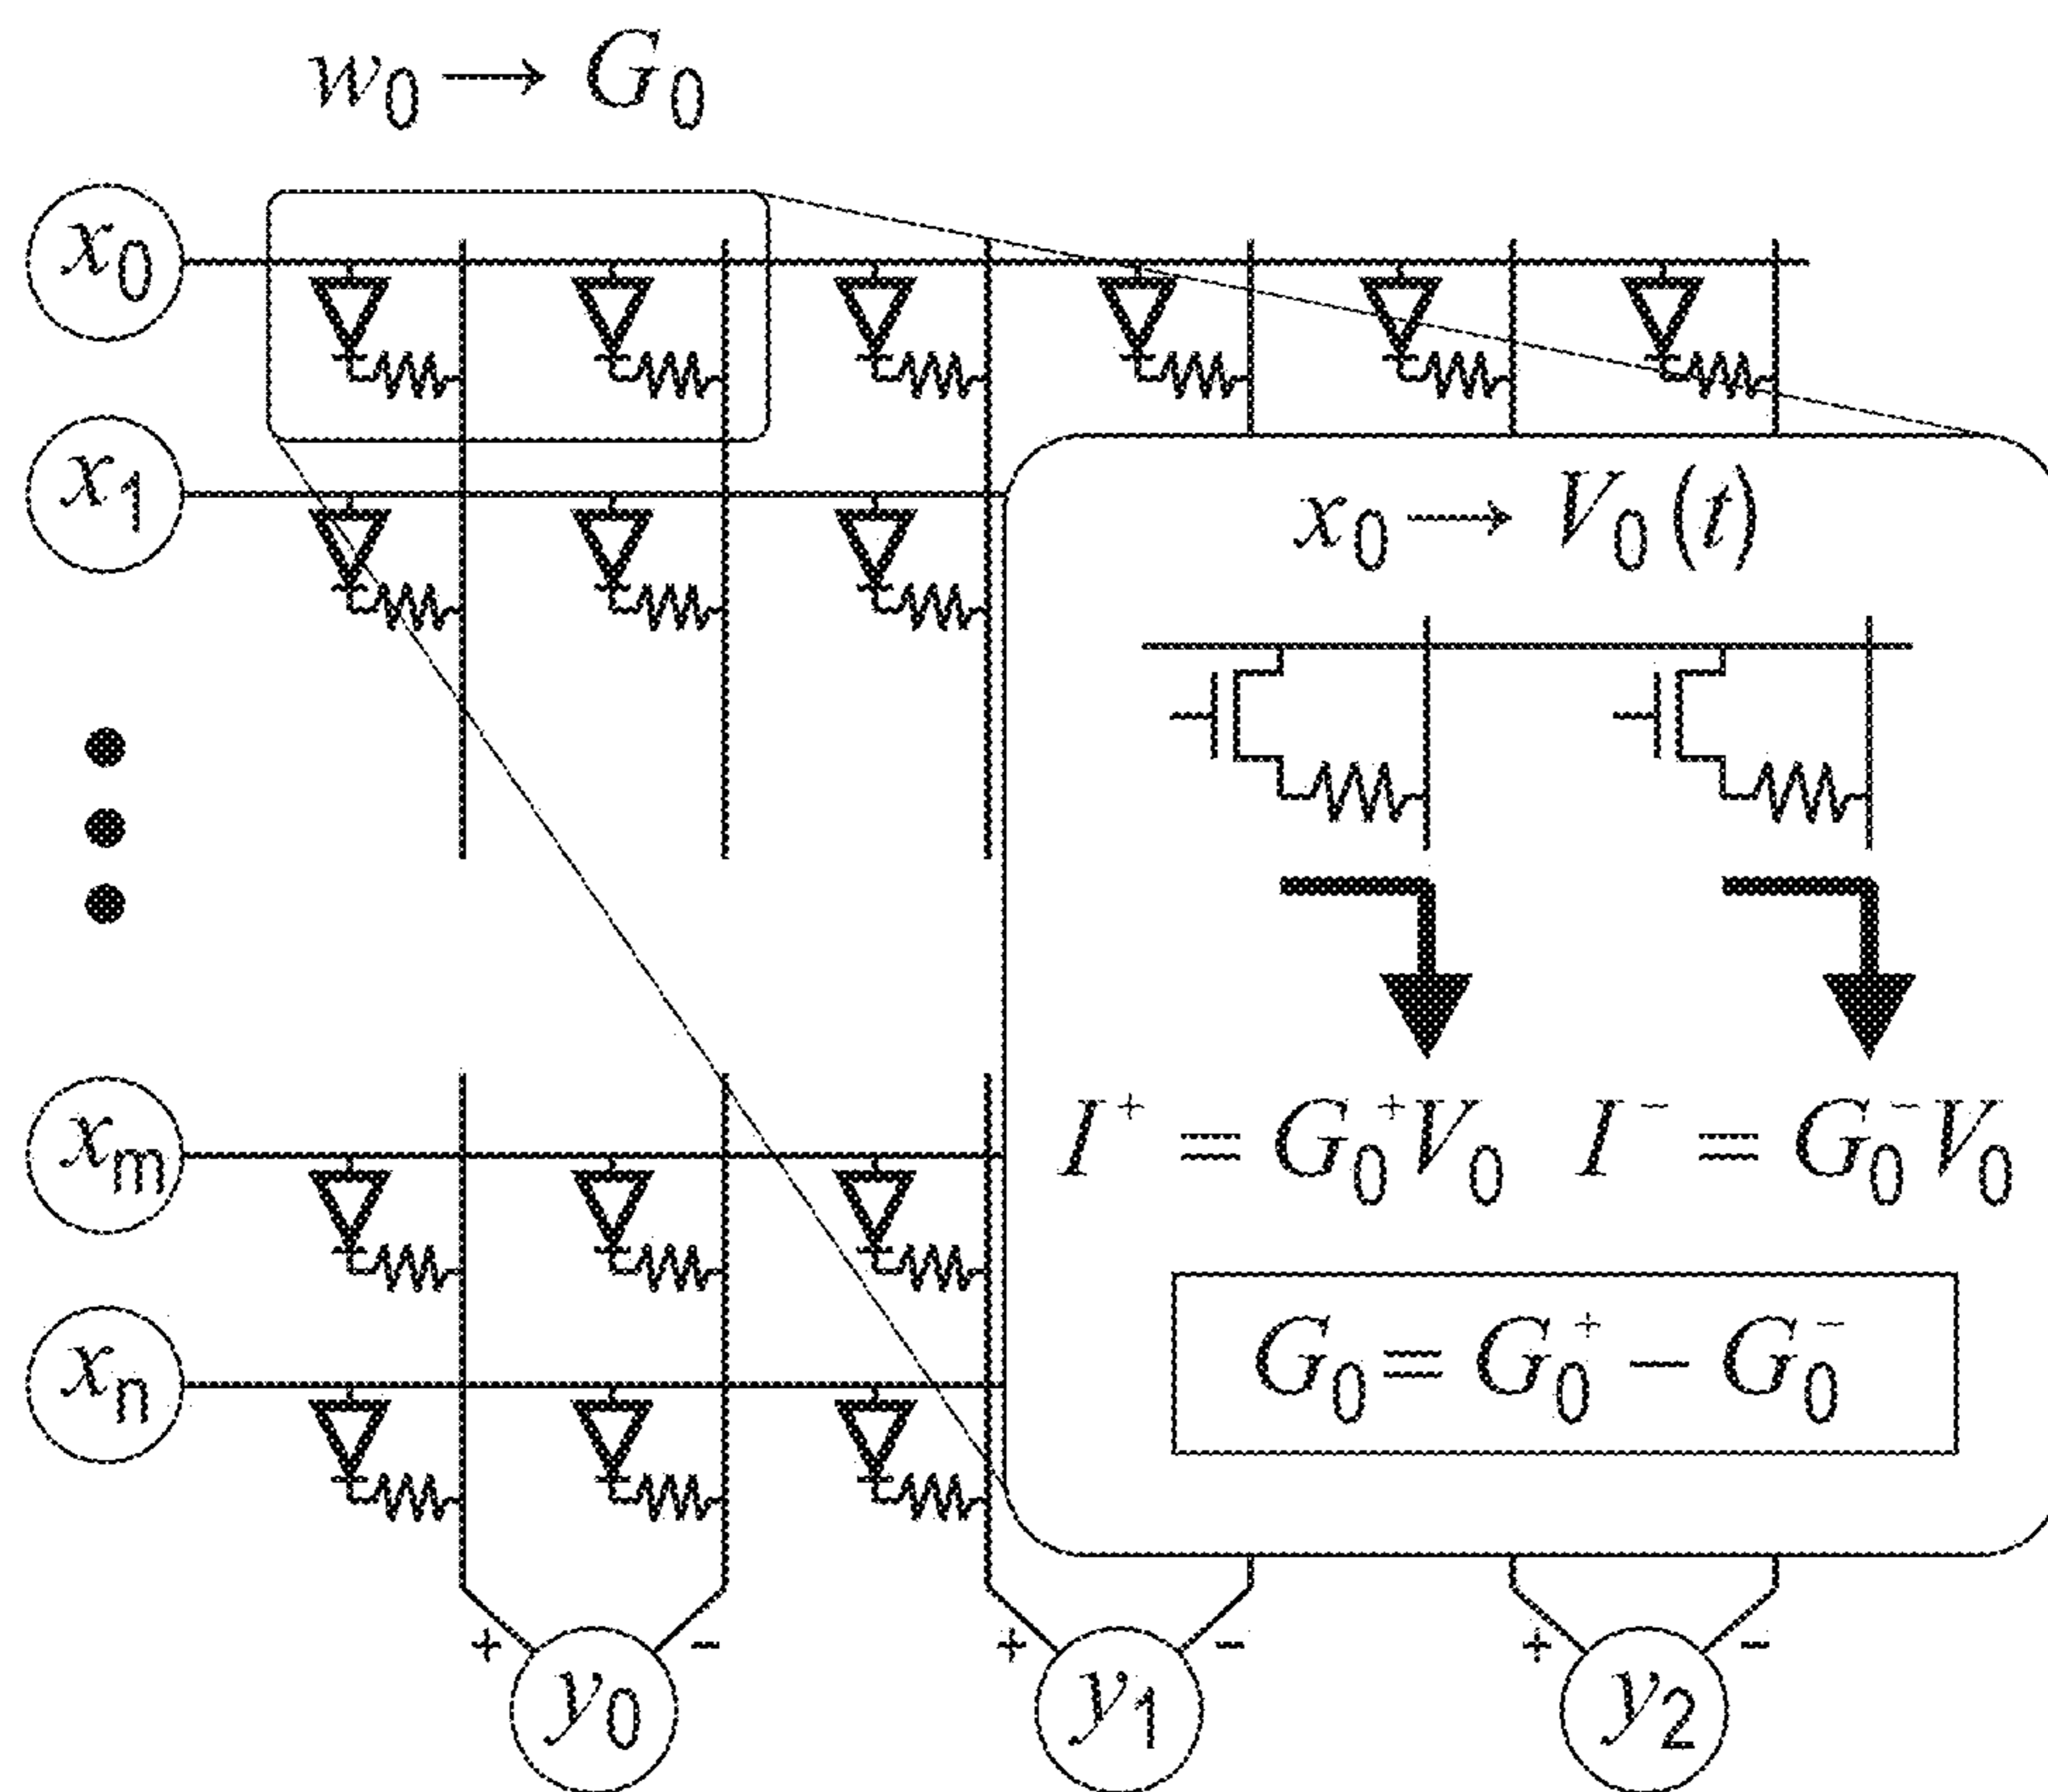 w₀ → G₀
x₀
x₁
x₀ → V₀(t)
xₘ
I⁺ = G₀⁺V₀ I⁻ = G₀⁻V₀
G₀ = G₀⁺ − G₀⁻
xₙ
+ − + − + −
y₀ y₁ y₂